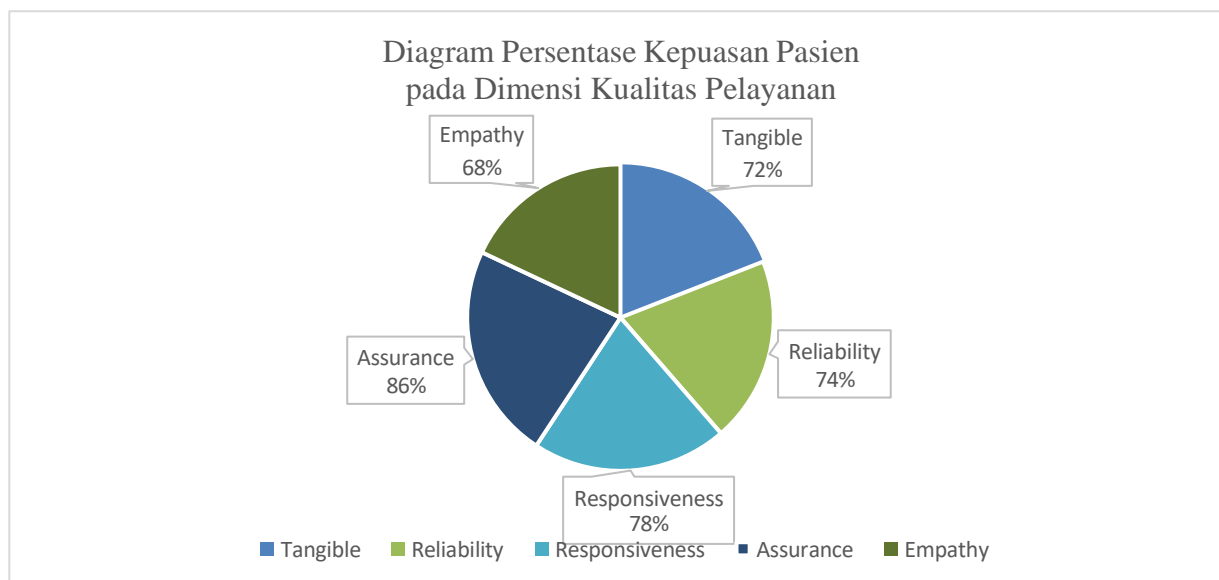 Diagram Persentase Kepuasan Pasien
pada Dimensi Kualitas Pelayanan
Empathy
68%
Tangible
72%
Assurance
86%
Reliability
74%
Responsiveness
78%
Tangible Reliability Responsiveness Assurance Empathy